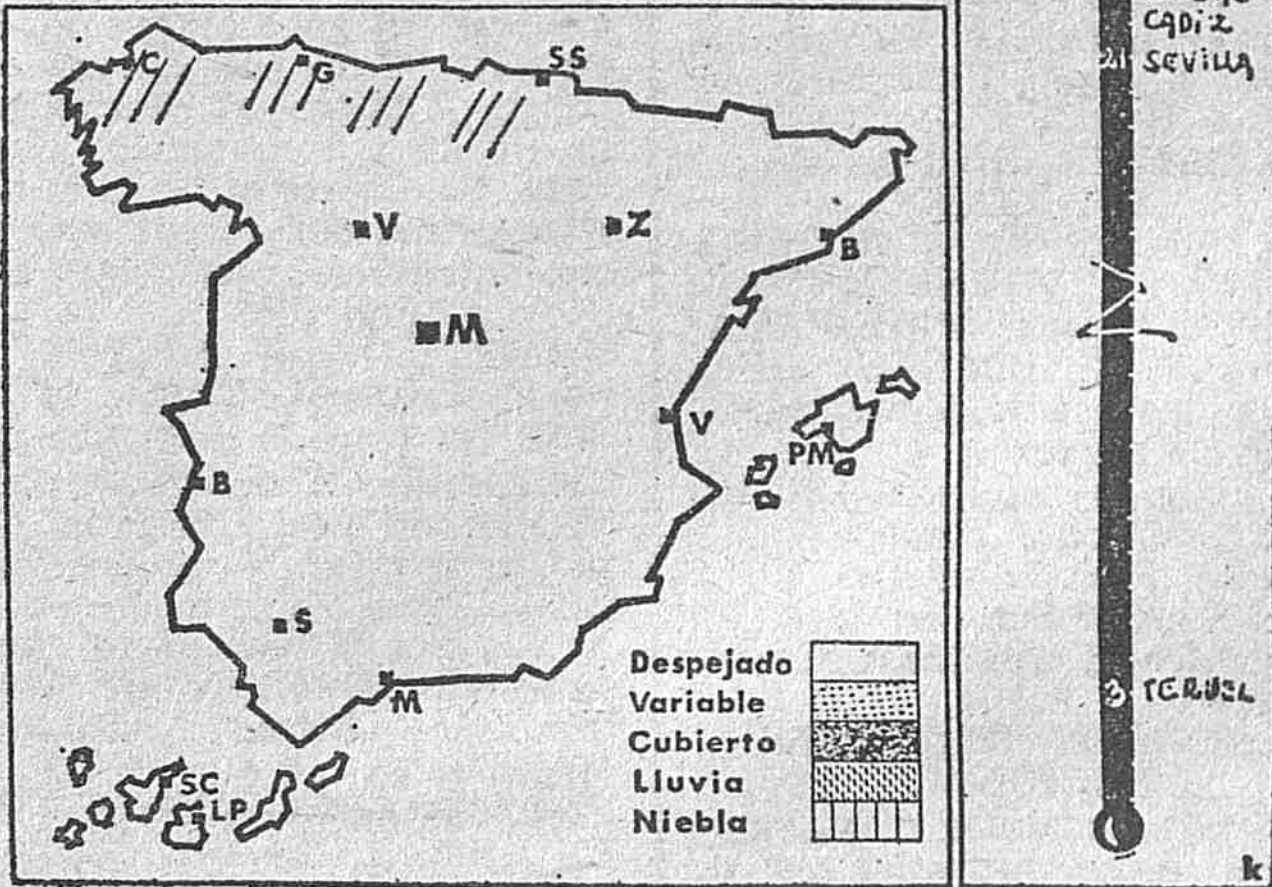 C
G
SS
V
Z
B
M
V
PM
B
S
M
SC
LP
Despejado
Variable
Cubierto
Lluvia
Niebla
CADIZ
21 SEVILLA
3 TERUEL
k